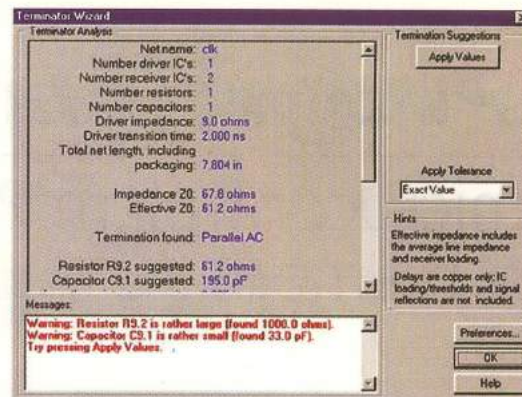 Terminator Wizard
Terminator Analysis
Net name: clk
Number driver IC's: 1
Number receiver IC's: 2
Number resistors: 1
Number capacitors: 1
Driver impedance: 9.0 ohms
Driver transition time: 2.000 ns
Total net length, including
packaging: 7.804 in
Impedance Z0: 67.8 ohms
Effective Z0: 61.2 ohms
Termination found: Parallel AC
Resistor R9.2 suggested: 61.2 ohms
Capacitor C9.1 suggested: 195.0 pF
Messages:
Warning: Resistor R9.2 is rather large (found 1000.0 ohms).
Warning: Capacitor C9.1 is rather small (found 33.0 pF).
Try pressing Apply Values.
Termination Suggestions
Apply Values
Apply Tolerance
Exact Value
Hints
Effective impedance includes
the average line impedance
and receiver loading.
Delays are copper only; IC
loading/thresholds and signal
reflections are not included.
Preferences...
OK
Help